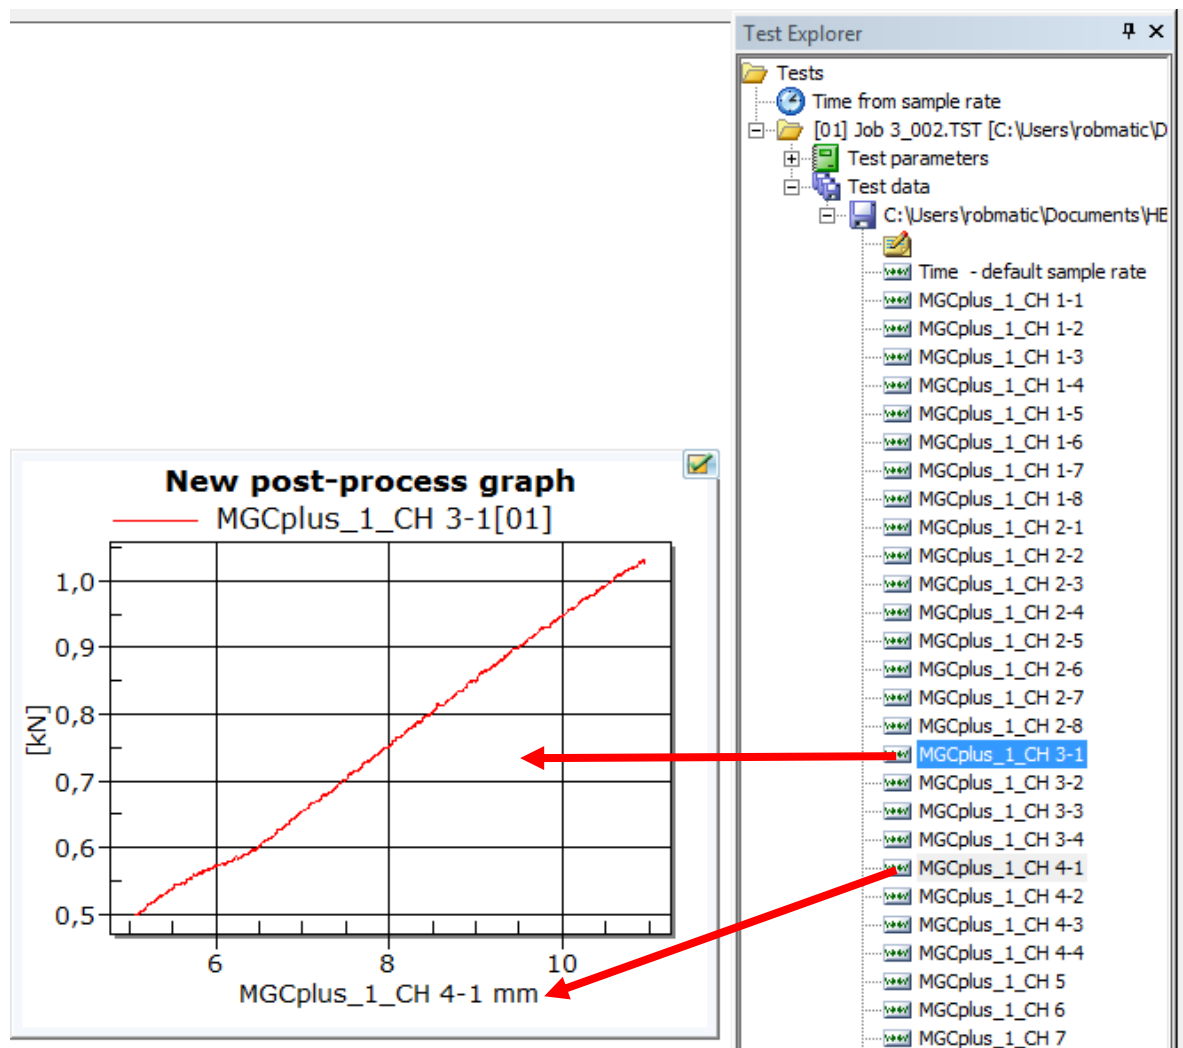 New post-process graph
MGCplus_1_CH 3-1[01]
1,0
0,9
0,8
0,7
0,6
0,5
[kN]
6 8 10
MGCplus_1_CH 4-1 mm
Test Explorer
Tests
Time from sample rate
[01] Job 3_002.TST [C:\Users\robmatic\D
Test parameters
Test data
C:\Users\robmatic\Documents\HB
Time - default sample rate
MGCplus_1_CH 1-1
MGCplus_1_CH 1-2
MGCplus_1_CH 1-3
MGCplus_1_CH 1-4
MGCplus_1_CH 1-5
MGCplus_1_CH 1-6
MGCplus_1_CH 1-7
MGCplus_1_CH 1-8
MGCplus_1_CH 2-1
MGCplus_1_CH 2-2
MGCplus_1_CH 2-3
MGCplus_1_CH 2-4
MGCplus_1_CH 2-5
MGCplus_1_CH 2-6
MGCplus_1_CH 2-7
MGCplus_1_CH 2-8
MGCplus_1_CH 3-1
MGCplus_1_CH 3-2
MGCplus_1_CH 3-3
MGCplus_1_CH 3-4
MGCplus_1_CH 4-1
MGCplus_1_CH 4-2
MGCplus_1_CH 4-3
MGCplus_1_CH 4-4
MGCplus_1_CH 5
MGCplus_1_CH 6
MGCplus_1_CH 7